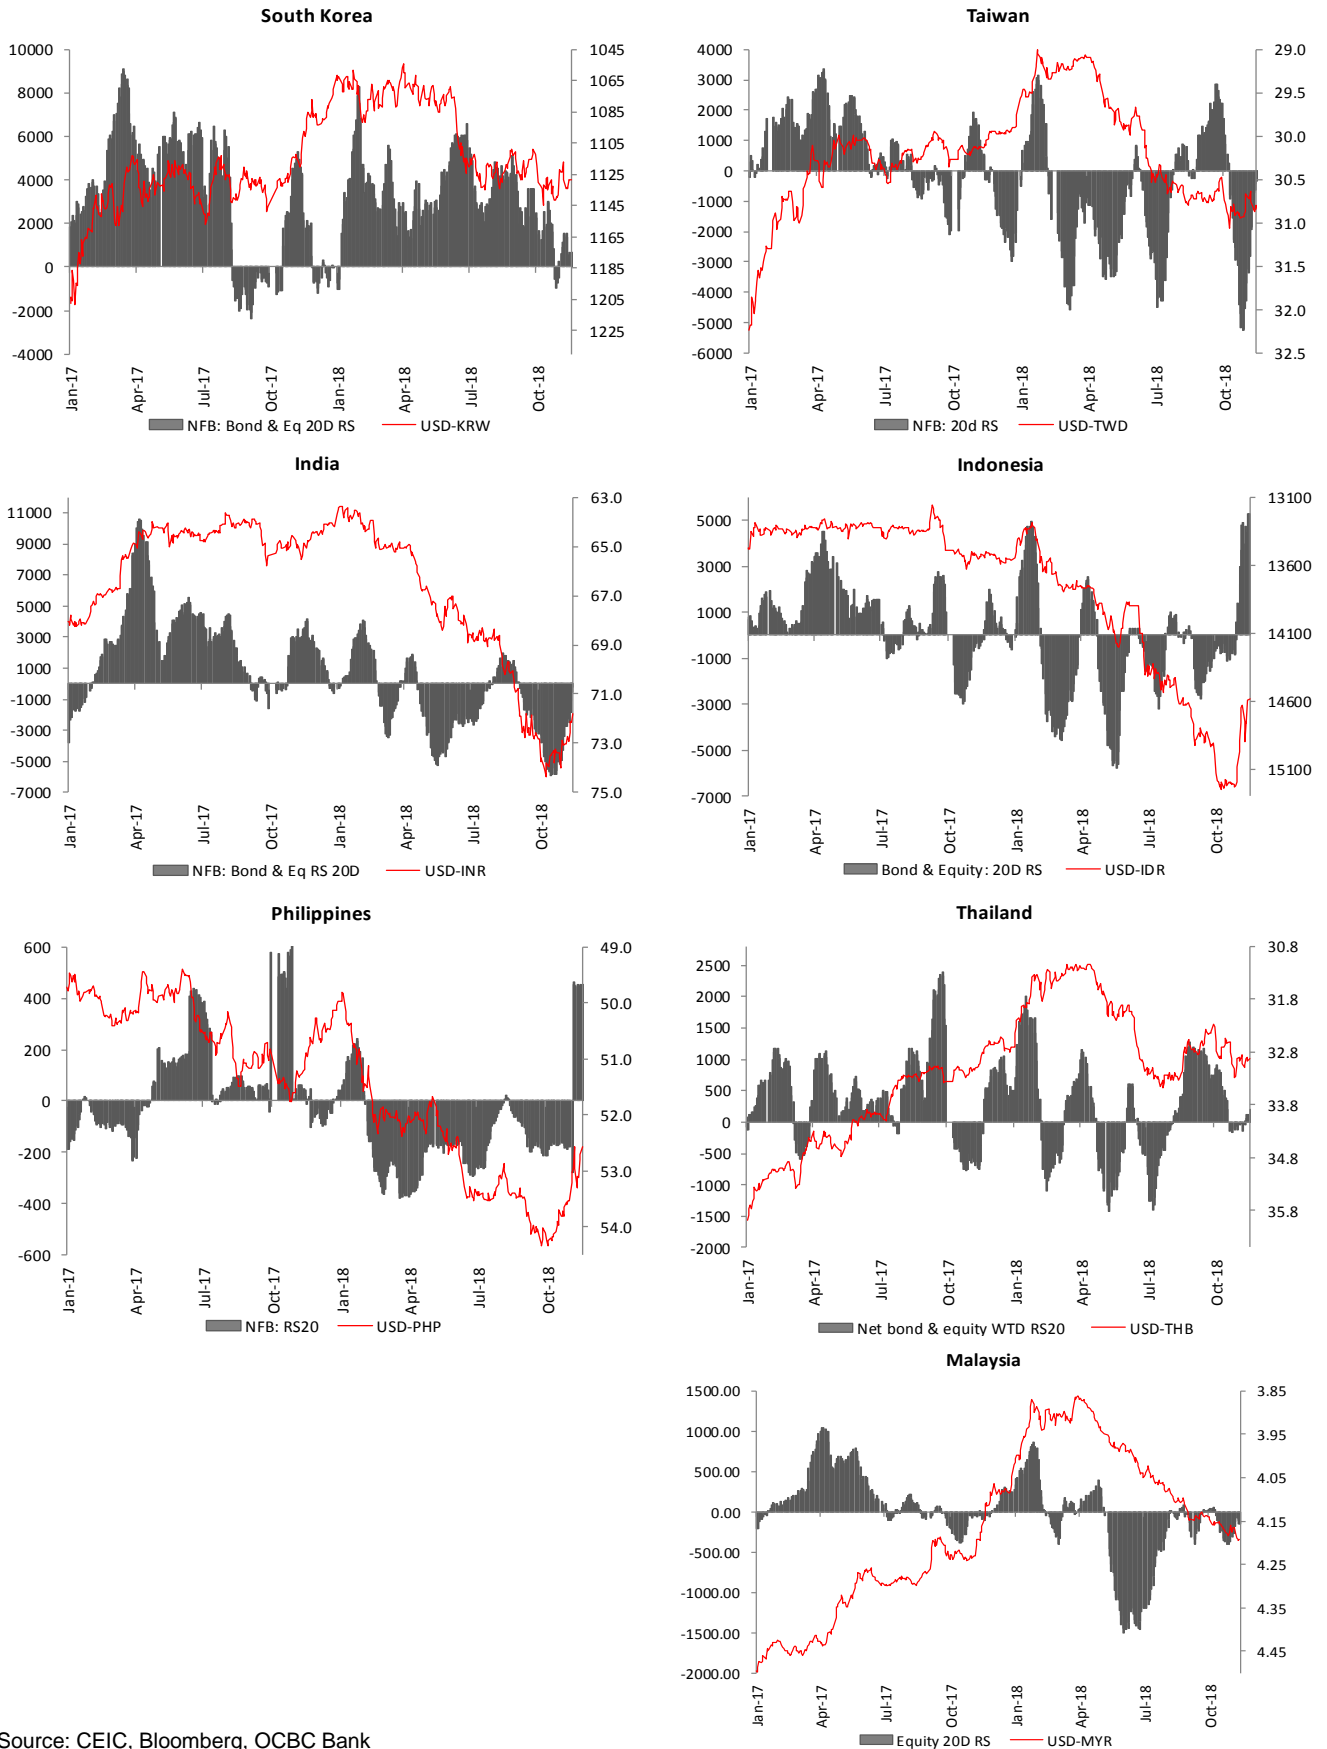 South Korea
10000
8000
6000
4000
2000
0
-2000
-4000
1045
1065
1085
1105
1125
1145
1165
1185
1205
1225
Jan-17
Apr-17
Jul-17
Oct-17
Jan-18
Apr-18
Jul-18
Oct-18
NFB: Bond & Eq 20D RS
USD-KRW
Taiwan
4000
3000
2000
1000
0
-1000
-2000
-3000
-4000
-5000
-6000
29.0
29.5
30.0
30.5
31.0
31.5
32.0
32.5
Jan-17
Apr-17
Jul-17
Oct-17
Jan-18
Apr-18
Jul-18
Oct-18
NFB: 20d RS
USD-TWD
India
11000
9000
7000
5000
3000
1000
-1000
-3000
-5000
-7000
63.0
65.0
67.0
69.0
71.0
73.0
75.0
Jan-17
Apr-17
Jul-17
Oct-17
Jan-18
Apr-18
Jul-18
Oct-18
NFB: Bond & Eq RS 20D
USD-INR
Indonesia
5000
3000
1000
-1000
-3000
-5000
-7000
13100
13600
14100
14600
15100
Jan-17
Apr-17
Jul-17
Oct-17
Jan-18
Apr-18
Jul-18
Oct-18
Bond & Equity: 20D RS
USD-IDR
Philippines
600
400
200
0
-200
-400
-600
49.0
50.0
51.0
52.0
53.0
54.0
Jan-17
Apr-17
Jul-17
Oct-17
Jan-18
Apr-18
Jul-18
Oct-18
NFB: RS20
USD-PHP
Thailand
2500
2000
1500
1000
500
0
-500
-1000
-1500
-2000
30.8
31.8
32.8
33.8
34.8
35.8
Jan-17
Apr-17
Jul-17
Oct-17
Jan-18
Apr-18
Jul-18
Oct-18
Net bond & equity WTD RS20
USD-THB
Malaysia
1500.00
1000.00
500.00
0.00
-500.00
-1000.00
-1500.00
-2000.00
3.85
3.95
4.05
4.15
4.25
4.35
4.45
Jan-17
Apr-17
Jul-17
Oct-17
Jan-18
Apr-18
Jul-18
Oct-18
Equity 20D RS
USD-MYR
Source: CEIC, Bloomberg, OCBC Bank